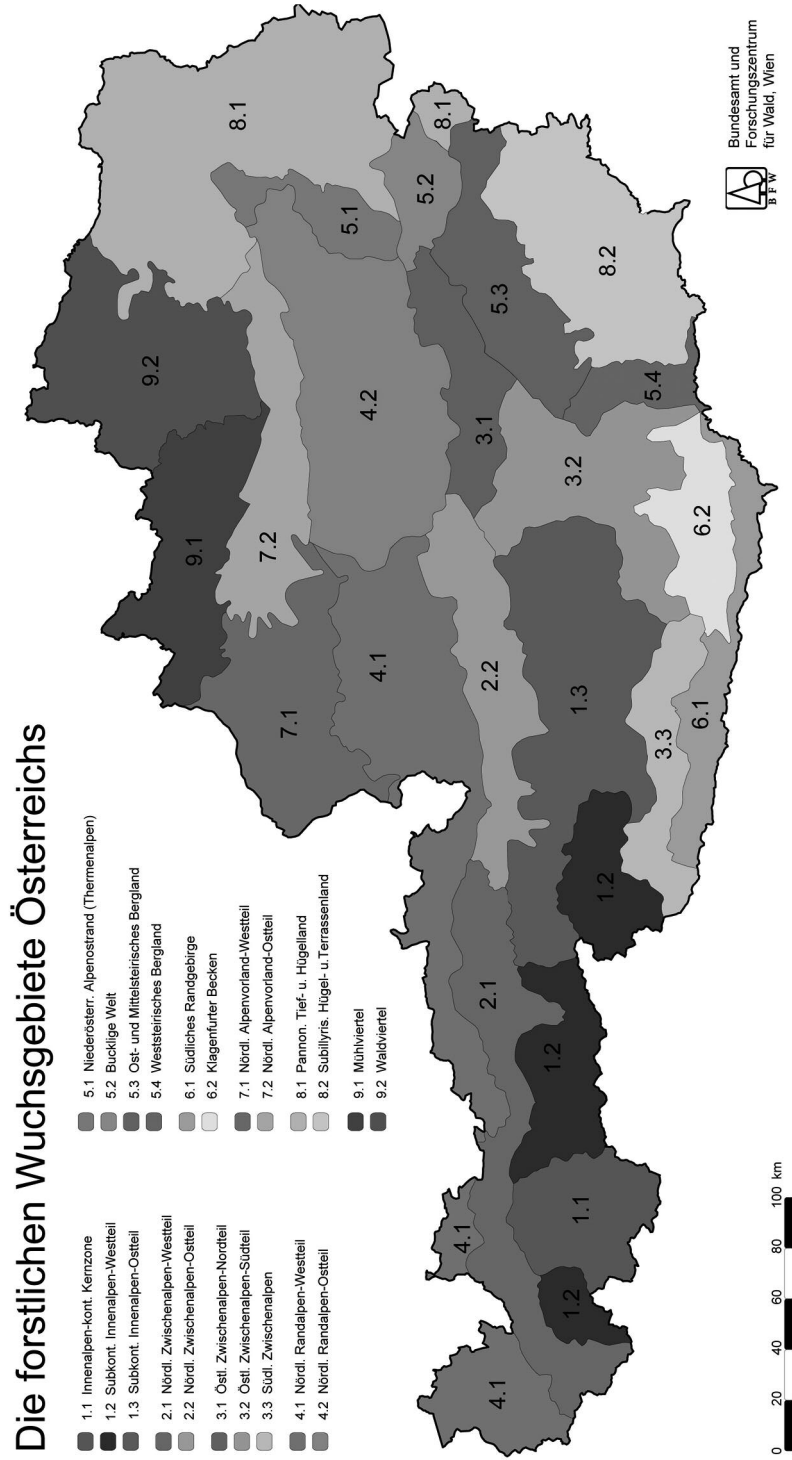 Die forstlichen Wuchsgebiete Österreichs
1.1 Innenalpen-kont. Kernzone
1.2 Subkont. Innenalpen-Westteil
1.3 Subkont. Innenalpen-Ostteil
2.1 Nördl. Zwischenalpen-Westteil
2.2 Nördl. Zwischenalpen-Ostteil
3.1 Östl. Zwischenalpen-Nordteil
3.2 Östl. Zwischenalpen-Südteil
3.3 Südl. Zwischenalpen
4.1 Nördl. Randalpen-Westteil
4.2 Nördl. Randalpen-Ostteil
5.1 Niederösterr. Alpenostrand (Thermenalpen)
5.2 Bucklige Welt
5.3 Ost- und Mittelsteirisches Bergland
5.4 Weststeirisches Bergland
6.1 Südliches Randgebirge
6.2 Klagenfurter Becken
7.1 Nördl. Alpenvorland-Westteil
7.2 Nördl. Alpenvorland-Ostteil
8.1 Pannon. Tief- u. Hügelland
8.2 Subillyris. Hügel- u.Terrassenland
9.1 Mühlviertel
9.2 Waldviertel
9.2
8.1
9.1
7.2
7.1
5.1
4.2
4.1
8.1
5.2
4.1
2.1
2.2
3.1
5.3
4.1
1.2
1.1
1.2
1.2
1.3
3.2
8.2
5.4
3.3
6.1
6.2
0 20 40 60 80 100 km
BFW
Bundesamt und
Forschungszentrum
für Wald, Wien